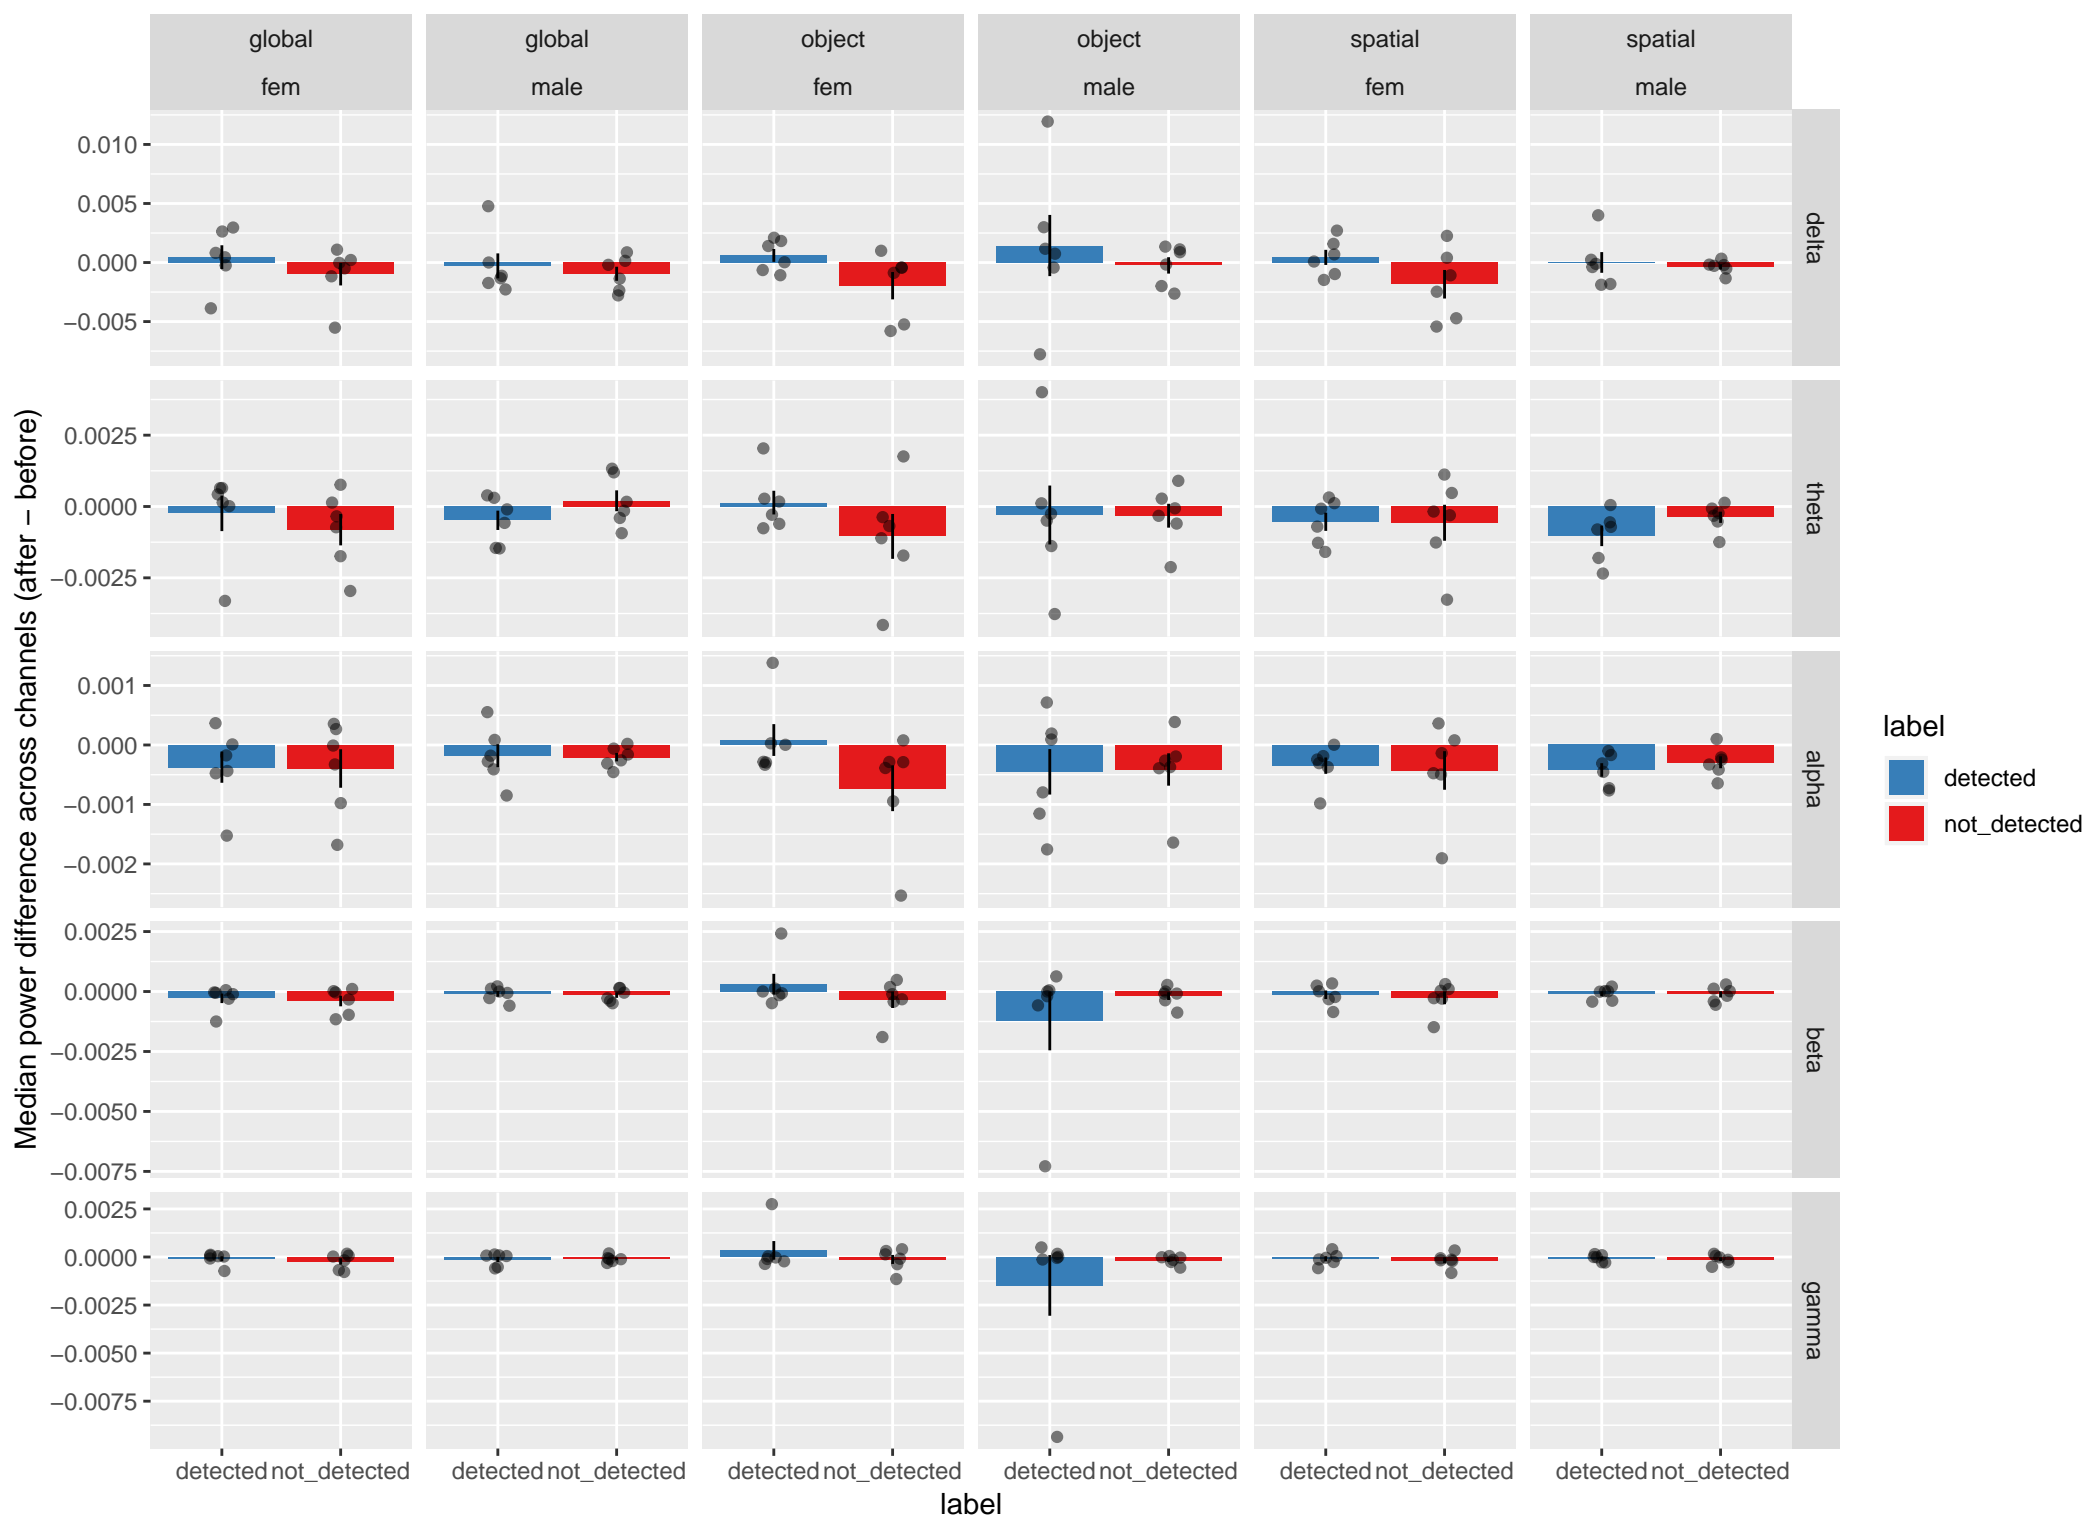 global global object object spatial spatial
fem male fem male fem male
0.010
0.005
0.000
−0.005
delta
0.0025
0.0000
−0.0025
theta
0.001
0.000
−0.001
−0.002
alpha
0.0025
0.0000
−0.0025
−0.0050
−0.0075
beta
0.0025
0.0000
−0.0025
−0.0050
−0.0075
gamma
Median power difference across channels (after − before)
detected not_detected detected not_detected detected not_detected detected not_detected detected not_detected detected not_detected
label
label
detected
not_detected